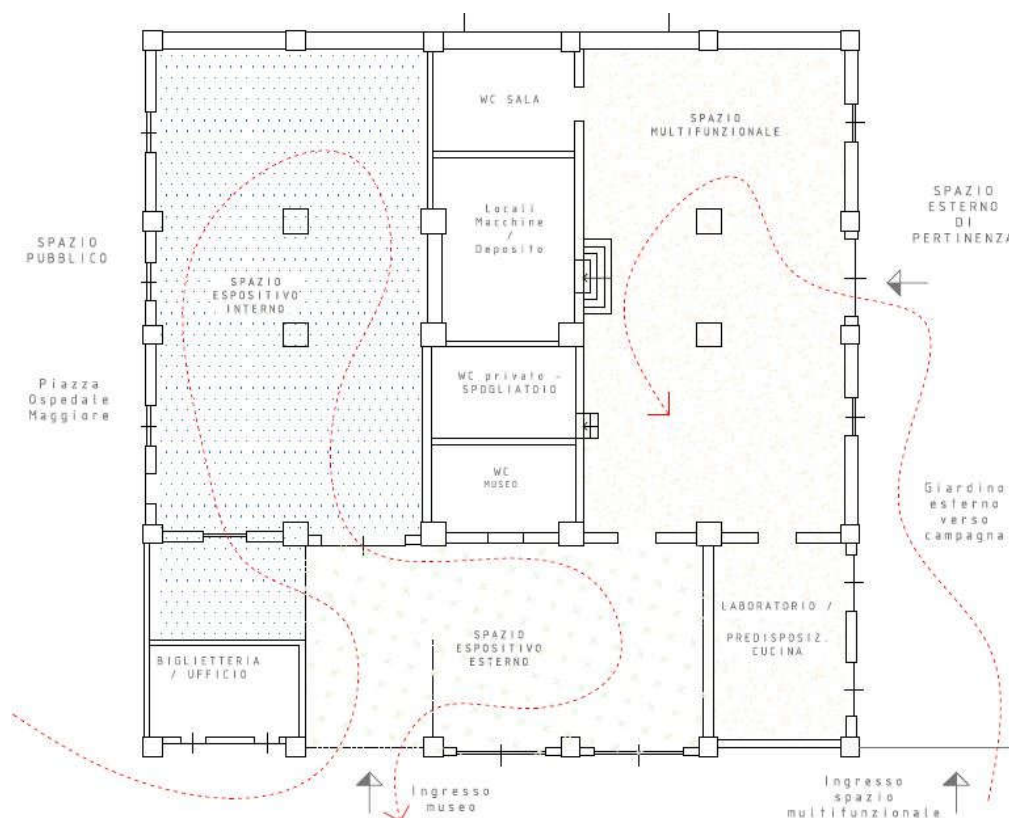 WC SALA
SPAZIO
MULTIFUNZIONALE
Locali
Macchine
/
Deposito
SPAZIO
ESTERNO
DI
PERTINENZA
SPAZIO
PUBBLICO
SPAZIO
ESPOSITIVO
INTERNO
Piazza
Ospedale
Maggiore
WC privato -
SPOGLIATOIO
WC
MUSEO
Giardino
esterno
verso
campagna
LABORATORIO /
PREDISPOSIZ.
CUCINA
SPAZIO
ESPOSITIVO
ESTERNO
BIGLIETTERIA
/ UFFICIO
Ingresso
museo
Ingresso
spazio
multifunzionale